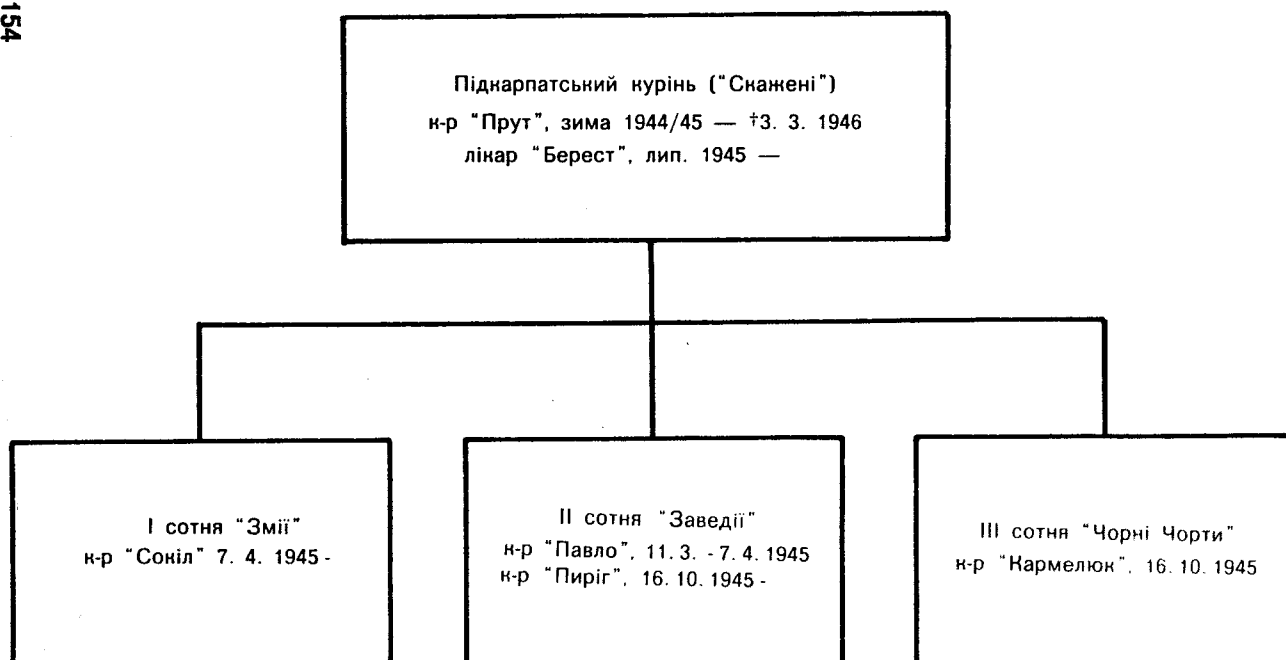 154
Підкарпатський курінь ("Скажені")
к-р "Прут", зима 1944/45 — †3. 3. 1946
лікар "Берест", лип. 1945 —
І сотня "Змії"
к-р "Сокіл" 7. 4. 1945 -
ІІ сотня "Заведії"
к-р "Павло", 11. 3. - 7. 4. 1945
к-р "Пиріг", 16. 10. 1945 -
ІІІ сотня "Чорні Чорти"
к-р "Кармелюк", 16. 10. 1945